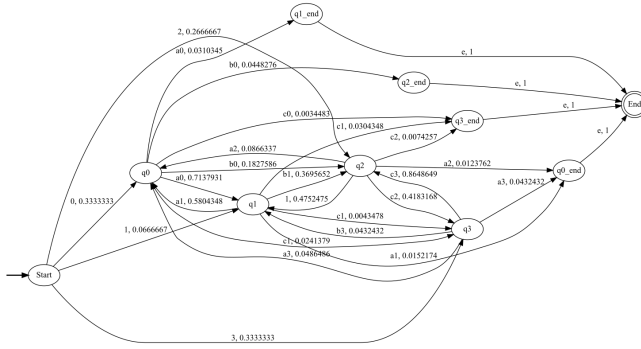 q1_end
e, 1
2, 0.2666667
a0, 0.0310345
b0, 0.0448276
q2_end
e, 1
End
c0, 0.0034483
c1, 0.0304348
q3_end
e, 1
c2, 0.0074257
e, 1
a2, 0.0866337
b0, 0.1827586
q2
a2, 0.0123762
q0_end
q0
a0, 0.7137931
b1, 0.3695652
c3, 0.8648649
a3, 0.0432432
0, 0.3333333
a1, 0.5804348
1, 0.4752475
c2, 0.4183168
q1
c1, 0.0043478
1, 0.0666667
b3, 0.0432432
q3
c1, 0.0241379
a3, 0.0486486
a1, 0.0152174
Start
3, 0.3333333